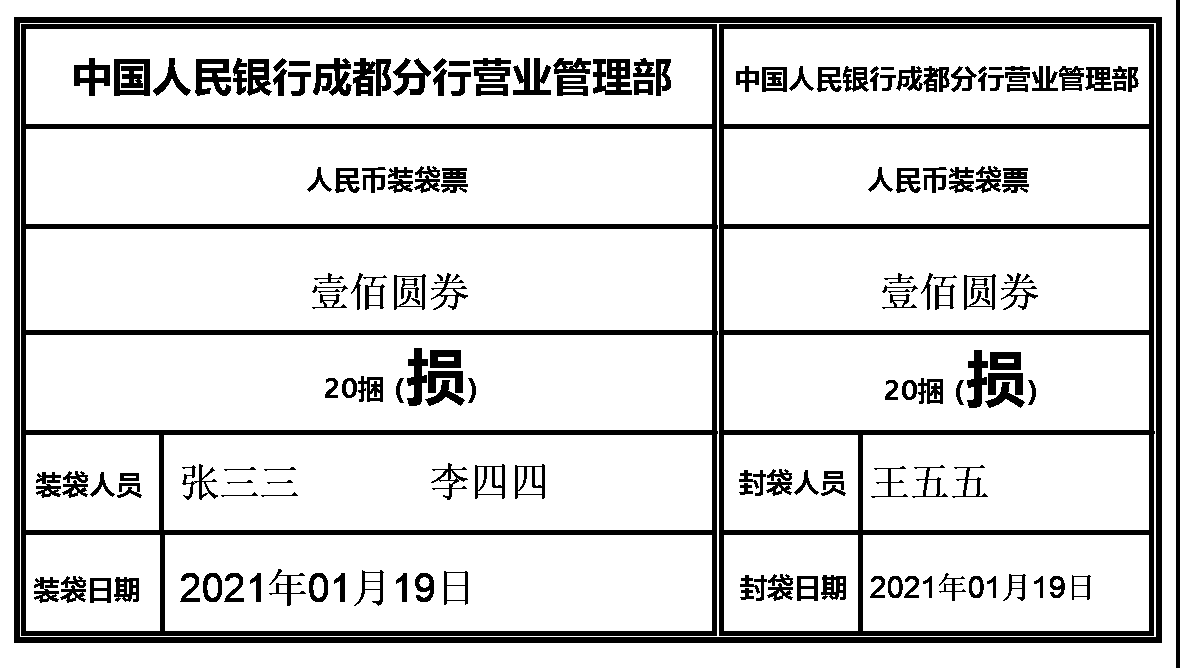 中国人民银行成都分行营业管理部
人民币装袋票
壹佰圆券
20捆（损）
装袋人员 张三三 李四四
装袋日期 2021年01月19日
中国人民银行成都分行营业管理部
人民币装袋票
壹佰圆券
20捆（损）
封袋人员 王五五
封袋日期 2021年01月19日